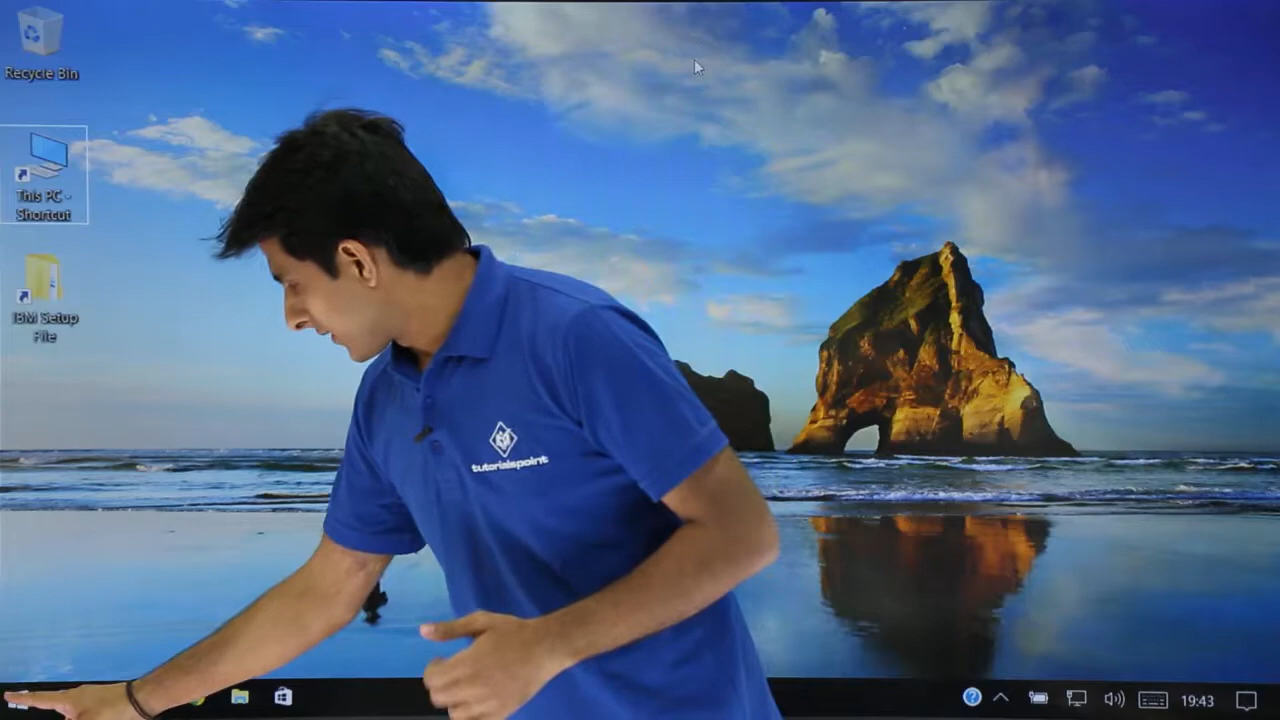 Recycle Bin
This PC -
Shortcut
IBM Setup
File
tutorialspoint
?
19:43